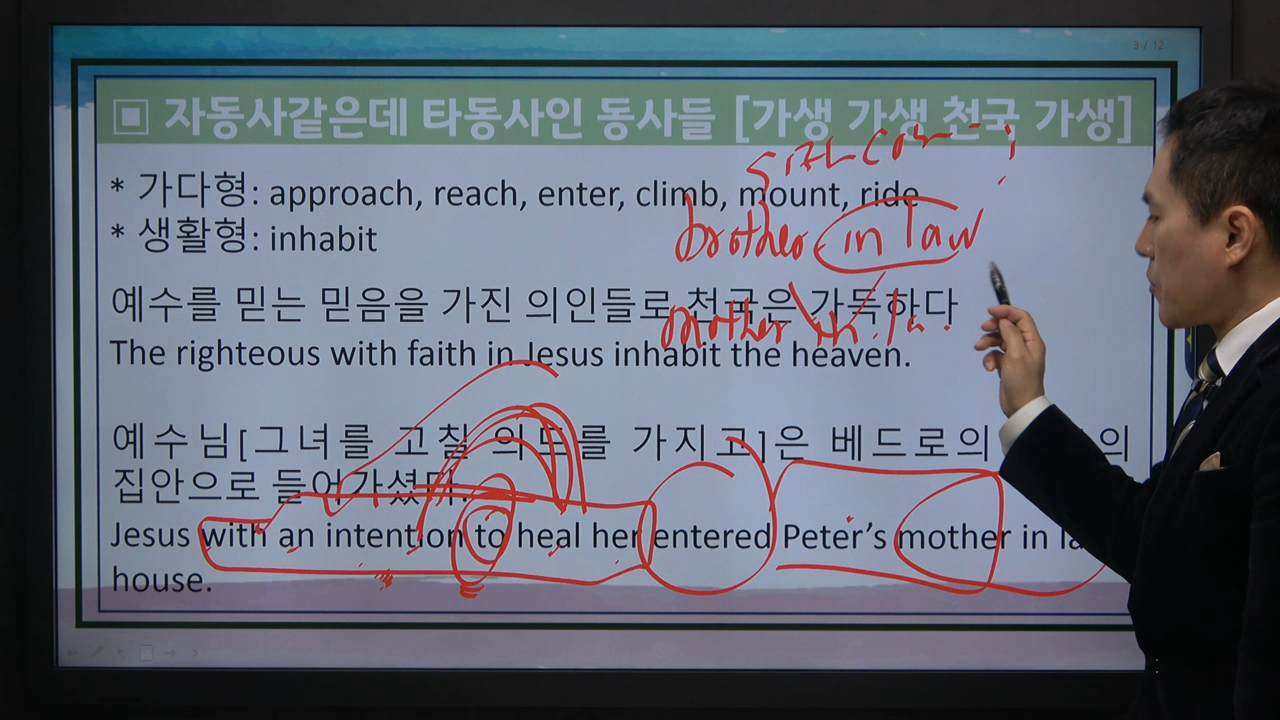 3 / 12
▣ 자동사같은데 타동사인 동사들 [가생 가생 천국 가생]
* 가다형: approach, reach, enter, climb, mount, ride
* 생활형: inhabit
brother in law
예수를 믿는 믿음을 가진 의인들로 천국은 가득하다
mother
The righteous with faith in Jesus inhabit the heaven.
예수님[그녀를 고칠 의도를 가지고]은 베드로의 의
집안으로 들어가셨다.
Jesus with an intention to heal her entered Peter's mother in
house.